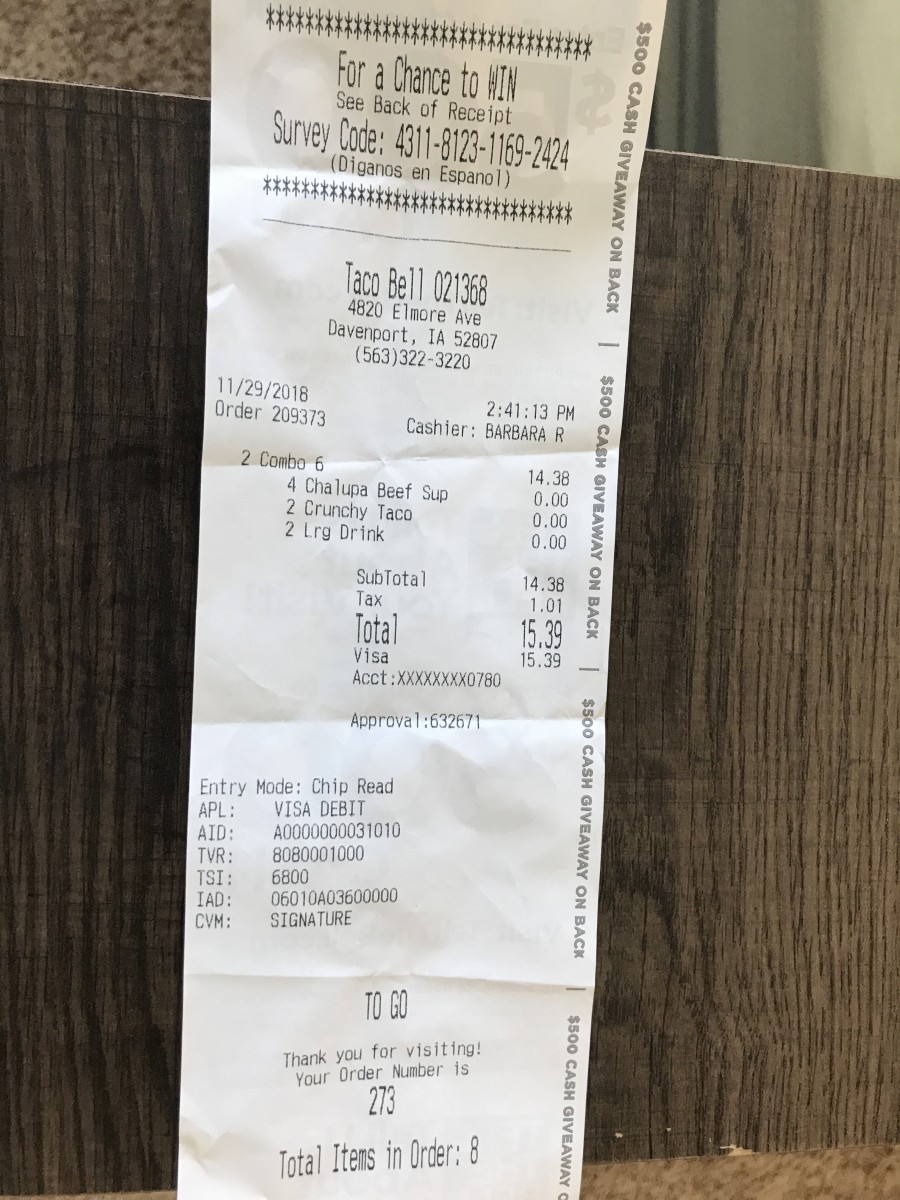 *********************************
For a Chance to WIN
See Back of Receipt
Survey Code: 4311-8123-1169-2424
(Diganos en Espanol)
*********************************
Taco Bell 021368
4820 Elmore Ave
Davenport, IA 52807
(563)322-3220
11/29/2018 2:41:13 PM
Order 209373 Cashier: BARBARA R
2 Combo 6 14.38
4 Chalupa Beef Sup 0.00
2 Crunchy Taco 0.00
2 Lrg Drink 0.00
SubTotal 14.38
Tax 1.01
Total 15.39
Visa 15.39
Acct:XXXXXXXX0780
Approval:632671
Entry Mode: Chip Read
APL: VISA DEBIT
AID: A0000000031010
TVR: 8080001000
TSI: 6800
IAD: 06010A03600000
CVM: SIGNATURE
TO GO
Thank you for visiting!
Your Order Number is
273
Total Items in Order: 8
$500 CASH GIVEAWAY ON BACK | $500 CASH GIVEAWAY ON BACK | $500 CASH GIVEAWAY ON BACK | $500 CASH GIVEAWAY